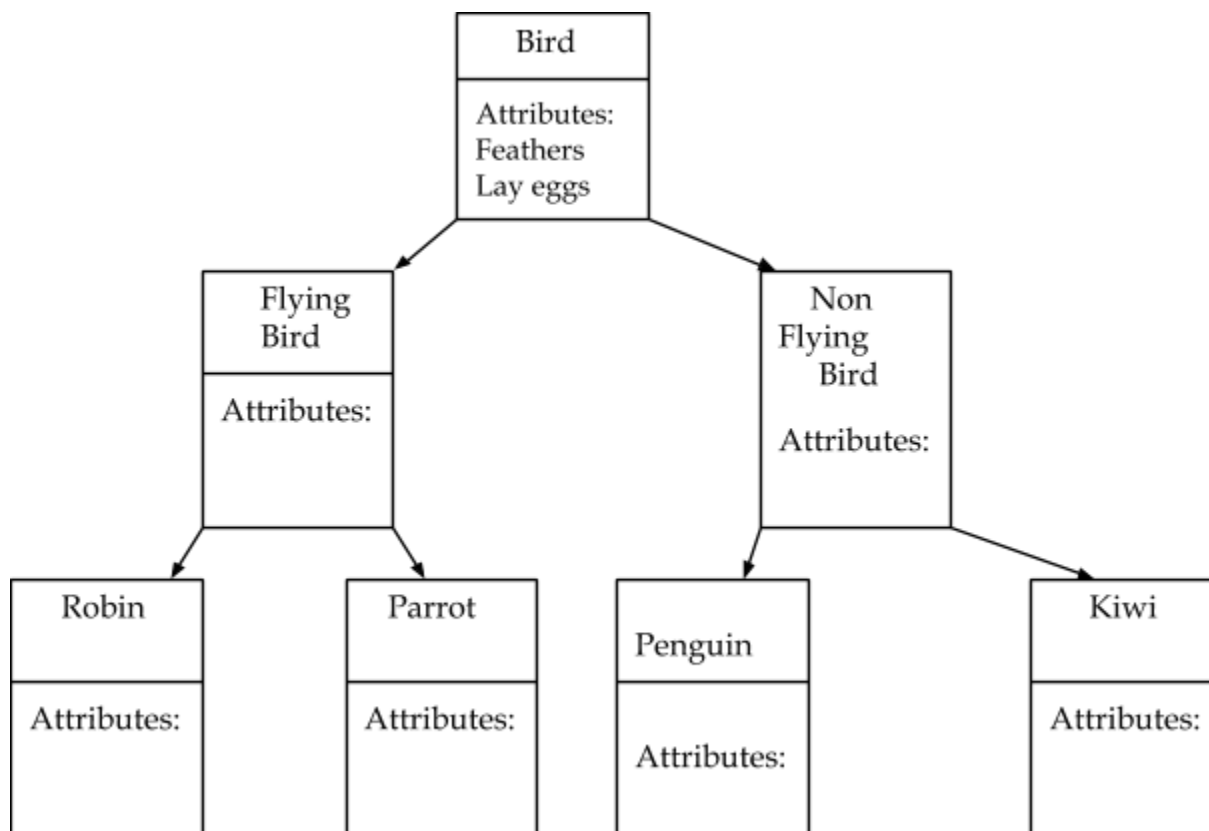 Bird
Attributes:
Feathers
Lay eggs
Flying
Bird
Attributes:
Non
Flying
Bird
Attributes:
Robin
Attributes:
Parrot
Attributes:
Penguin
Attributes:
Kiwi
Attributes: